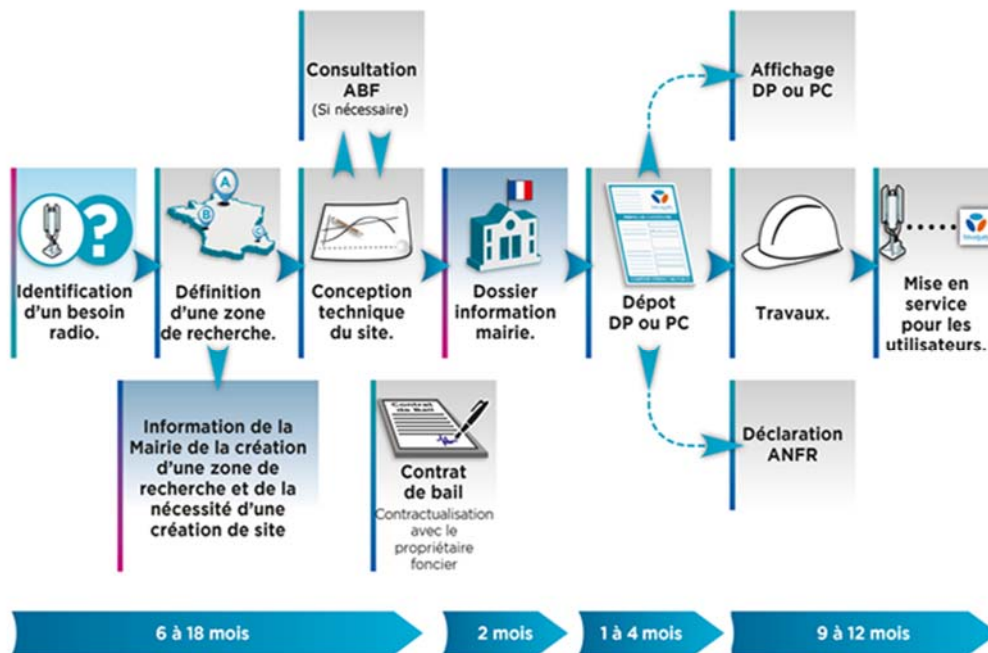 Consultation
ABF
(Si nécessaire)
Affichage
DP ou PC
A
B
C
Identification
d'un besoin
radio.
Définition
d'une zone
de recherche.
Conception
technique
du site.
Dossier
information
mairie.
Dépot
DP ou PC
Travaux.
Mise en
service
pour les
utilisateurs.
Information de la
Mairie de la création
d'une zone de
recherche et de la
nécessité d'une
création de site
Contrat
de Bail
Contrat
de bail
Contractualisation
avec le
propriétaire
foncier
Déclaration
ANFR
6 à 18 mois
2 mois
1 à 4 mois
9 à 12 mois